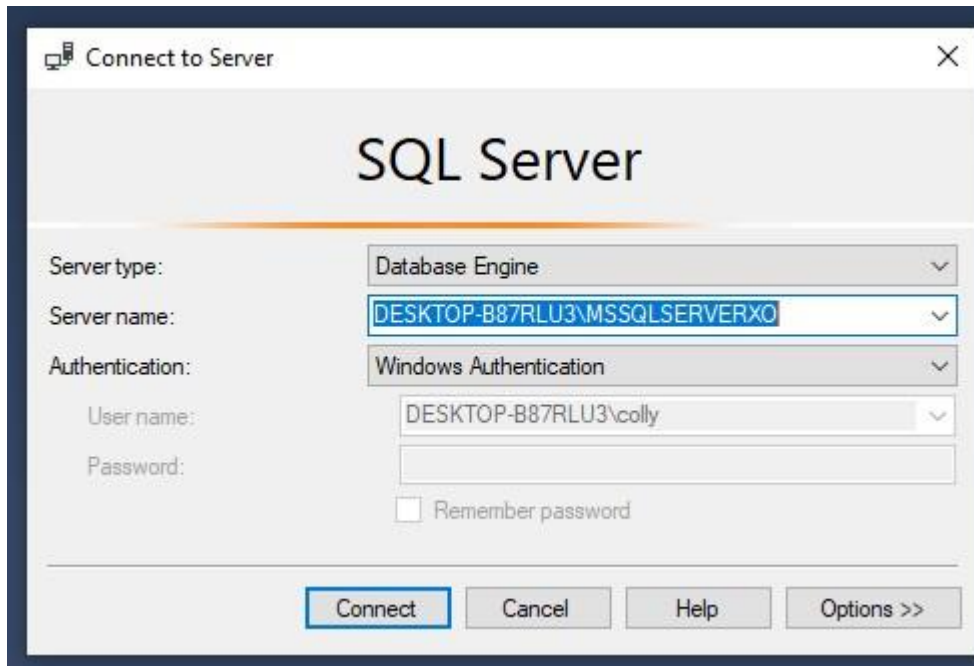 Connect to Server
SQL Server
Server type:
Database Engine
Server name:
DESKTOP-B87RLU3\MSSQLSERVERXO
Authentication:
Windows Authentication
User name:
DESKTOP-B87RLU3\colly
Password:
Remember password
Connect
Cancel
Help
Options >>